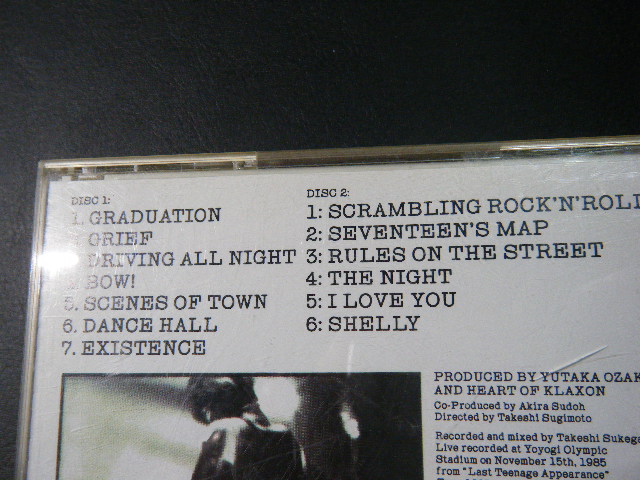 DISC 1:
1. GRADUATION
GRIEF
DRIVING ALL NIGHT
BOW!
5. SCENES OF TOWN
6. DANCE HALL
7. EXISTENCE
DISC 2:
1: SCRAMBLING ROCK'N'ROLL
2: SEVENTEEN'S MAP
3: RULES ON THE STREET
4: THE NIGHT
5: I LOVE YOU
6: SHELLY
PRODUCED BY YUTAKA OZAK
AND HEART OF KLAXON
Co-Produced by Akira Sudoh
Directed by Takeshi Sugimoto
Recorded and mixed by Takeshi Sukega
Live recorded at Yoyogi Olympic
Stadium on November 15th, 1985
from "Last Teenage Appearance"